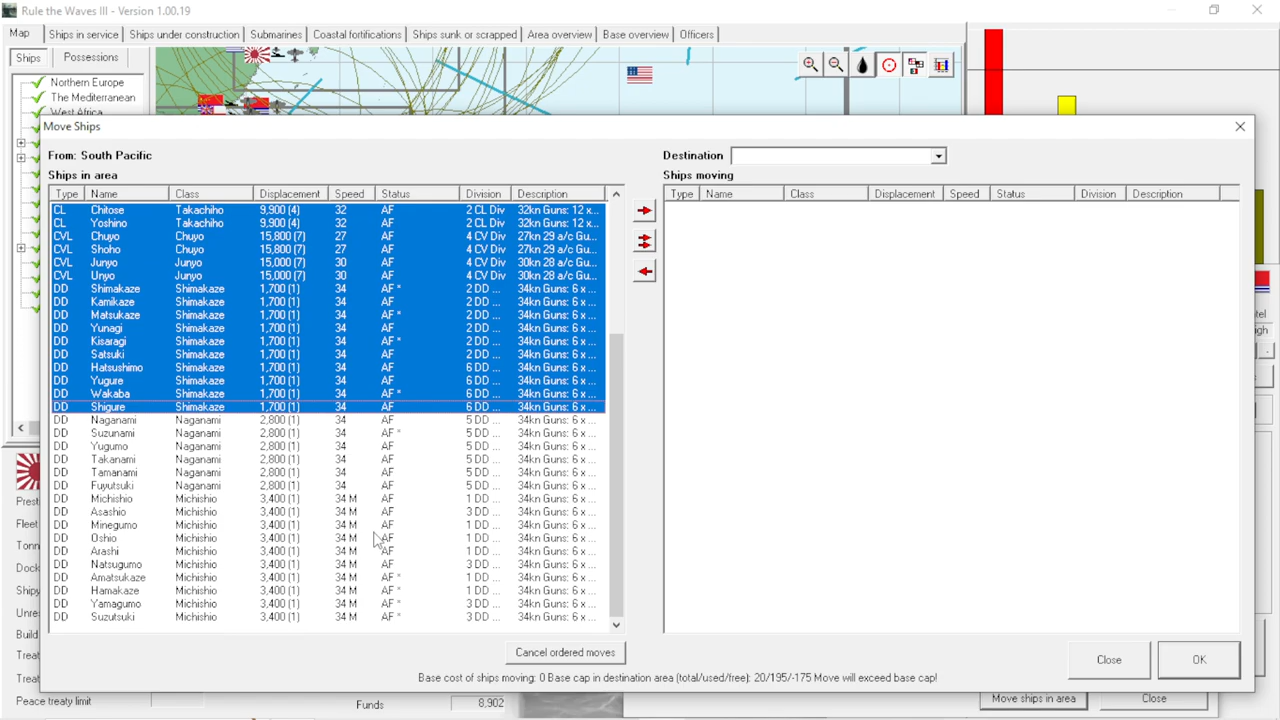 Rule the Waves III - Version 1.00.19
Map Ships in service Ships under construction Submarines Coastal fortifications Ships sunk or scrapped Area overview Base overview Officers
Ships Possessions
Northern Europe
The Mediterranean
West Africa
Move Ships
From: South Pacific
Destination
Ships in area
Ships moving
Type Name Class Displacement Speed Status Division Description
Type Name Class Displacement Speed Status Division Description
CL Chitose Takachiho 9,900 (4) 32 AF 2 CL Div 32kn Guns: 12 x...
CL Yoshino Takachiho 9,900 (4) 32 AF 2 CL Div 32kn Guns: 12 x...
CVL Chuyo Chuyo 15,800 (7) 27 AF 4 CV Div 27kn 29 a/c Gu...
CVL Shoho Chuyo 15,800 (7) 27 AF 4 CV Div 27kn 29 a/c Gu...
CVL Junyo Junyo 15,000 (7) 30 AF 4 CV Div 30kn 28 a/c Gu...
CVL Unyo Junyo 15,000 (7) 30 AF 4 CV Div 30kn 28 a/c Gu...
DD Shimakaze Shimakaze 1,700 (1) 34 AF * 2 DD ... 34kn Guns: 6 x ...
DD Kamikaze Shimakaze 1,700 (1) 34 AF 2 DD ... 34kn Guns: 6 x ...
DD Matsukaze Shimakaze 1,700 (1) 34 AF * 2 DD ... 34kn Guns: 6 x ...
DD Yunagi Shimakaze 1,700 (1) 34 AF 2 DD ... 34kn Guns: 6 x ...
DD Kisaragi Shimakaze 1,700 (1) 34 AF * 2 DD ... 34kn Guns: 6 x ...
DD Satsuki Shimakaze 1,700 (1) 34 AF 2 DD ... 34kn Guns: 6 x ...
DD Hatsushimo Shimakaze 1,700 (1) 34 AF 6 DD ... 34kn Guns: 6 x ...
DD Yugure Shimakaze 1,700 (1) 34 AF 6 DD ... 34kn Guns: 6 x ...
DD Wakaba Shimakaze 1,700 (1) 34 AF * 6 DD ... 34kn Guns: 6 x ...
DD Shigure Shimakaze 1,700 (1) 34 AF 6 DD ... 34kn Guns: 6 x ...
DD Naganami Naganami 2,800 (1) 34 AF 5 DD ... 34kn Guns: 6 x ...
DD Suzunami Naganami 2,800 (1) 34 AF * 5 DD ... 34kn Guns: 6 x ...
DD Yugumo Naganami 2,800 (1) 34 AF 5 DD ... 34kn Guns: 6 x ...
DD Takanami Naganami 2,800 (1) 34 AF 5 DD ... 34kn Guns: 6 x ...
DD Tamanami Naganami 2,800 (1) 34 AF 5 DD ... 34kn Guns: 6 x ...
DD Fuyutsuki Naganami 2,800 (1) 34 AF 5 DD ... 34kn Guns: 6 x ...
DD Michishio Michishio 3,400 (1) 34 M AF 1 DD ... 34kn Guns: 6 x ...
DD Asashio Michishio 3,400 (1) 34 M AF 3 DD ... 34kn Guns: 6 x ...
DD Minegumo Michishio 3,400 (1) 34 M AF 1 DD ... 34kn Guns: 6 x ...
DD Oshio Michishio 3,400 (1) 34 M AF 1 DD ... 34kn Guns: 6 x ...
DD Arashi Michishio 3,400 (1) 34 M AF 1 DD ... 34kn Guns: 6 x ...
DD Natsugumo Michishio 3,400 (1) 34 M AF 3 DD ... 34kn Guns: 6 x ...
DD Amatsukaze Michishio 3,400 (1) 34 M AF * 1 DD ... 34kn Guns: 6 x ...
DD Hamakaze Michishio 3,400 (1) 34 M AF * 1 DD ... 34kn Guns: 6 x ...
DD Yamagumo Michishio 3,400 (1) 34 M AF * 3 DD ... 34kn Guns: 6 x ...
DD Suzutsuki Michishio 3,400 (1) 34 M AF * 3 DD ... 34kn Guns: 6 x ...
Cancel ordered moves
Close
OK
Base cost of ships moving: 0 Base cap in destination area (total/used/free): 20/195/-175 Move will exceed base cap!
Prest
Fleet
Tonn
Dock
Shipy
Unres
Build
Treat
Treat
Peace treaty limit
Funds 8,902
Move ships in area
Close